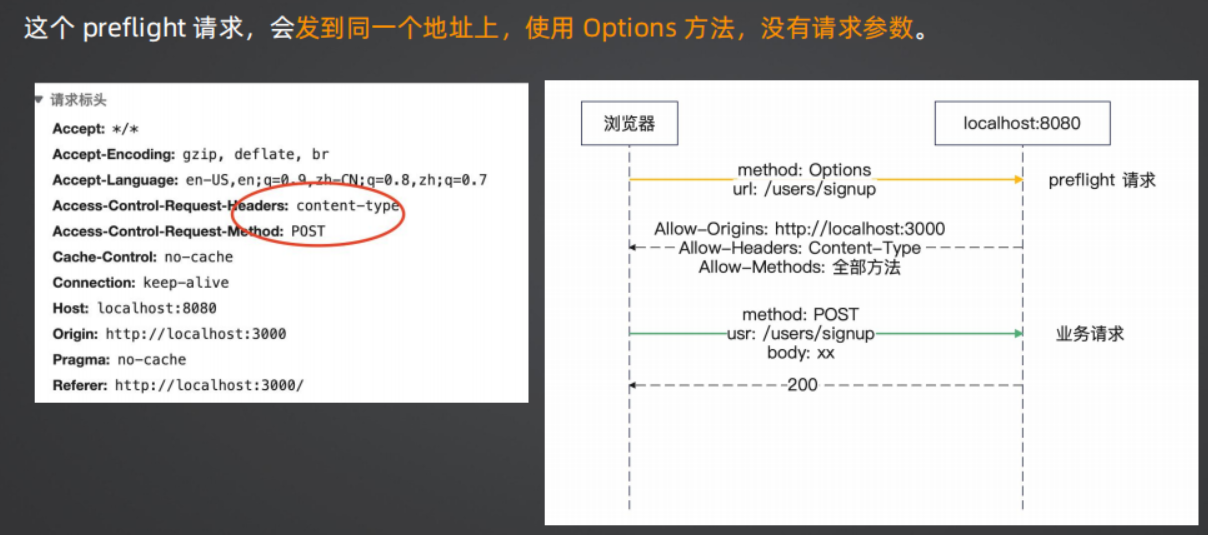 这个 preflight 请求，会发到同一个地址上，使用 Options 方法，没有请求参数。
请求标头
Accept: */*
Accept-Encoding: gzip, deflate, br
Accept-Language: en-US,en;q=0.9,zh-CN;q=0.8,zh;q=0.7
Access-Control-Request-Headers: content-type
Access-Control-Request-Method: POST
Cache-Control: no-cache
Connection: keep-alive
Host: localhost:8080
Origin: http://localhost:3000
Pragma: no-cache
Referer: http://localhost:3000/
浏览器
localhost:8080
method: Options
url: /users/signup
preflight 请求
Allow-Origins: http://localhost:3000
Allow-Headers: Content-Type
Allow-Methods: 全部方法
method: POST
usr: /users/signup
body: xx
业务请求
200